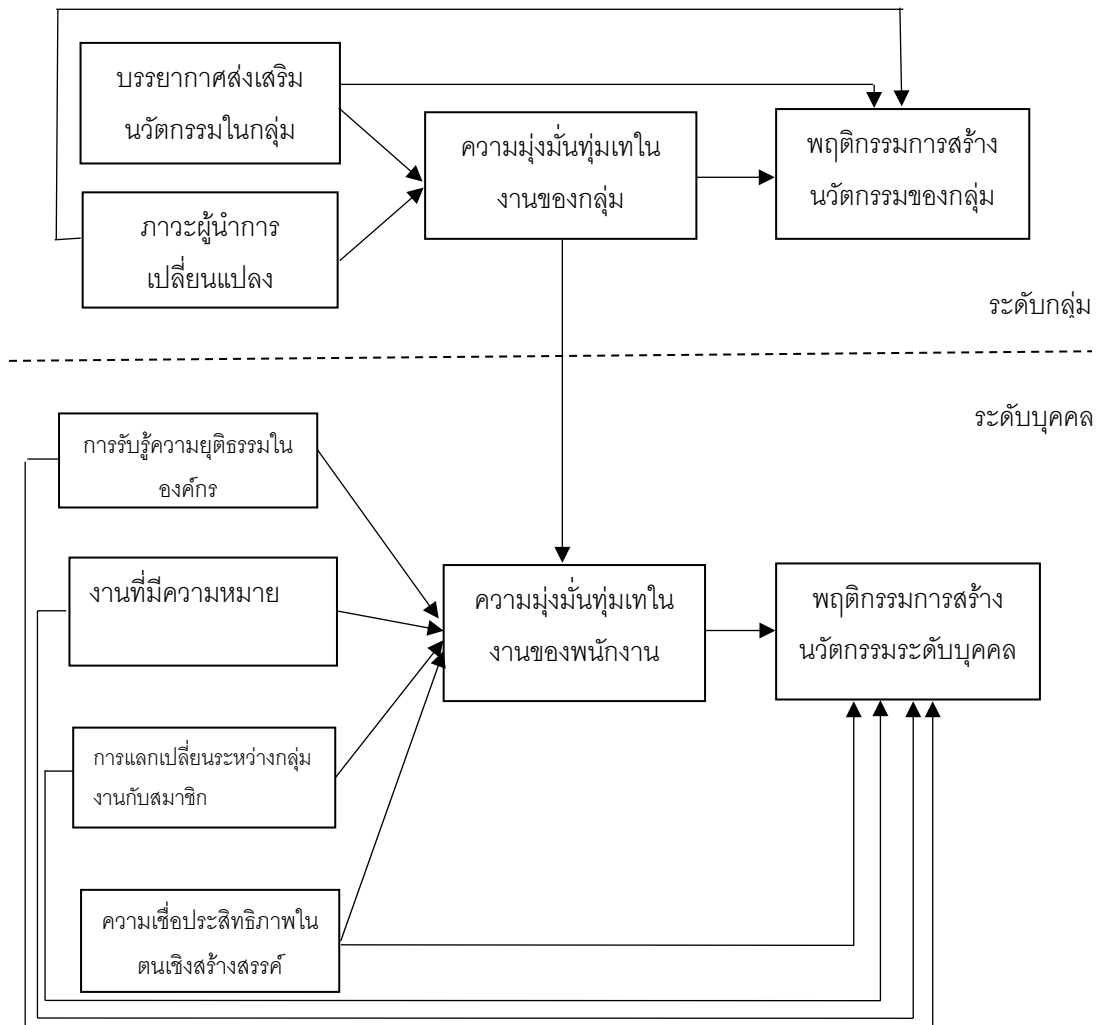 บรรยากาศส่งเสริม
นวัตกรรมในกลุ่ม
ความมุ่งมั่นทุ่มเทใน
งานของกลุ่ม
พฤติกรรมการสร้าง
นวัตกรรมของกลุ่ม
ภาวะผู้นำการ
เปลี่ยนแปลง
ระดับกลุ่ม
ระดับบุคคล
การรับรู้ความยุติธรรมใน
องค์กร
งานที่มีความหมาย
ความมุ่งมั่นทุ่มเทใน
งานของพนักงาน
พฤติกรรมการสร้าง
นวัตกรรมระดับบุคคล
การแลกเปลี่ยนระหว่างกลุ่ม
งานกับสมาชิก
ความเชื่อประสิทธิภาพใน
ตนเชิงสร้างสรรค์